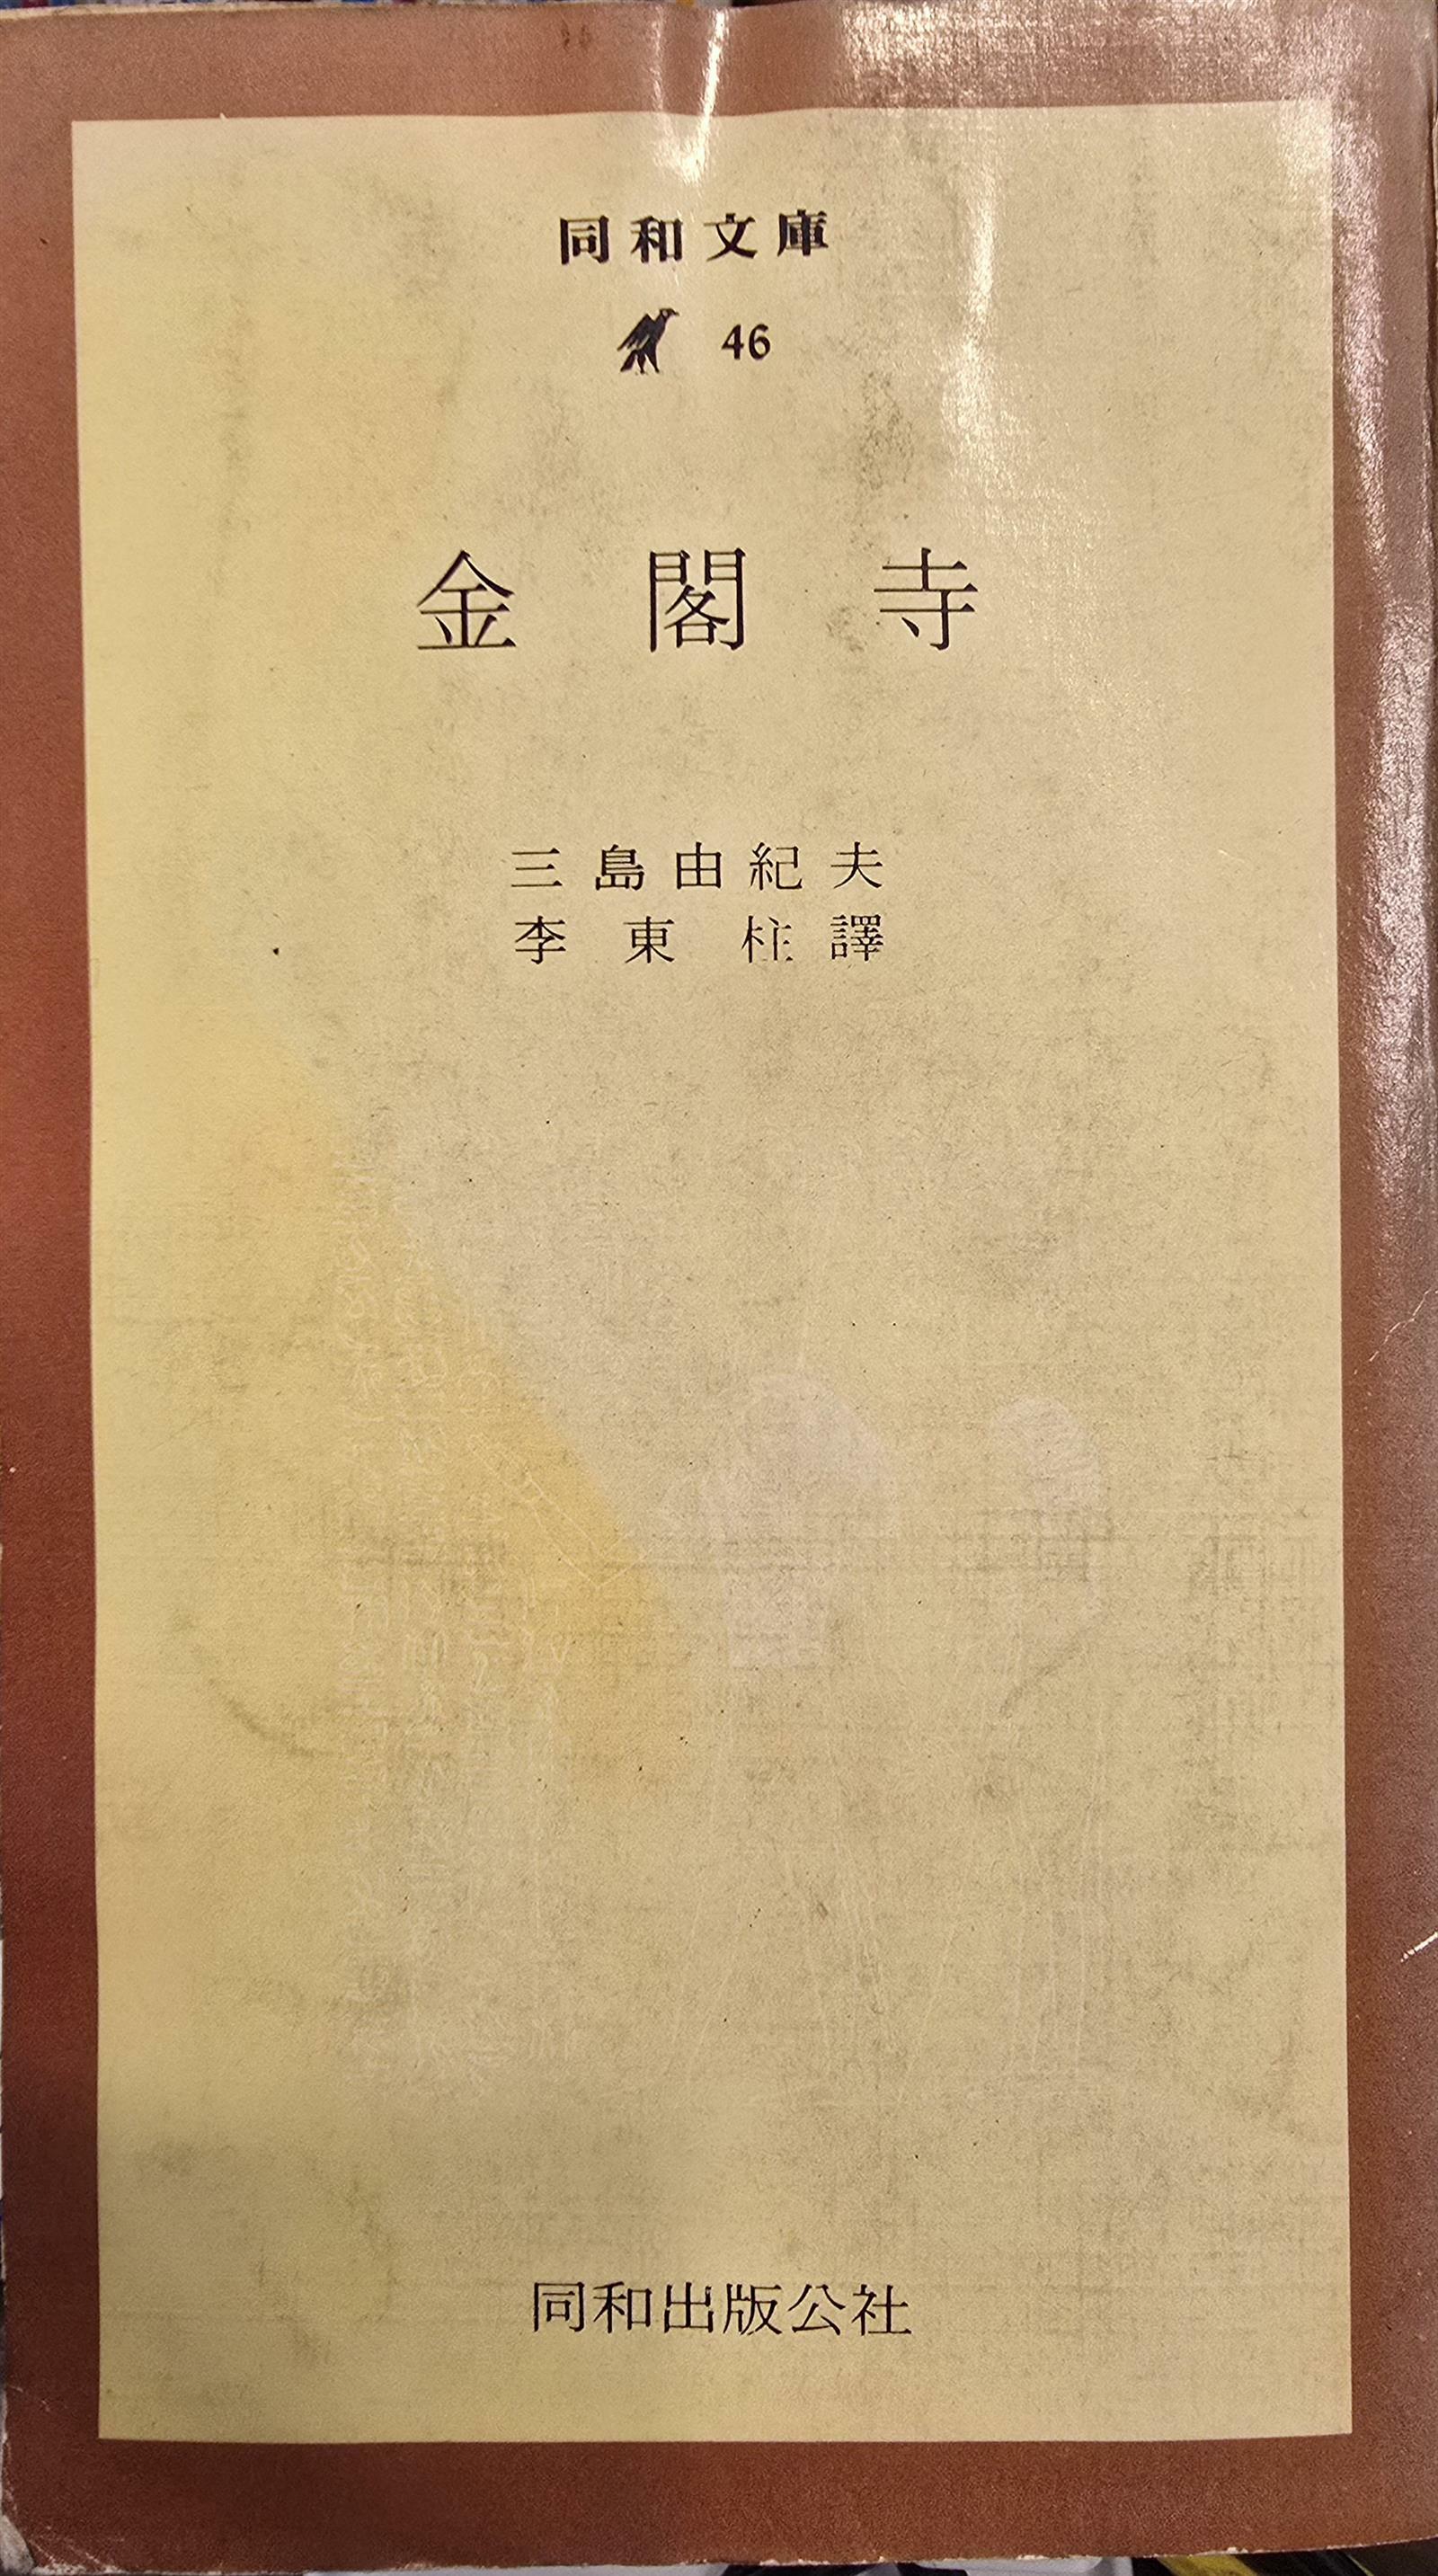 同和文庫
46
金閣寺
三島由紀夫
李東柱譯
同和出版公社